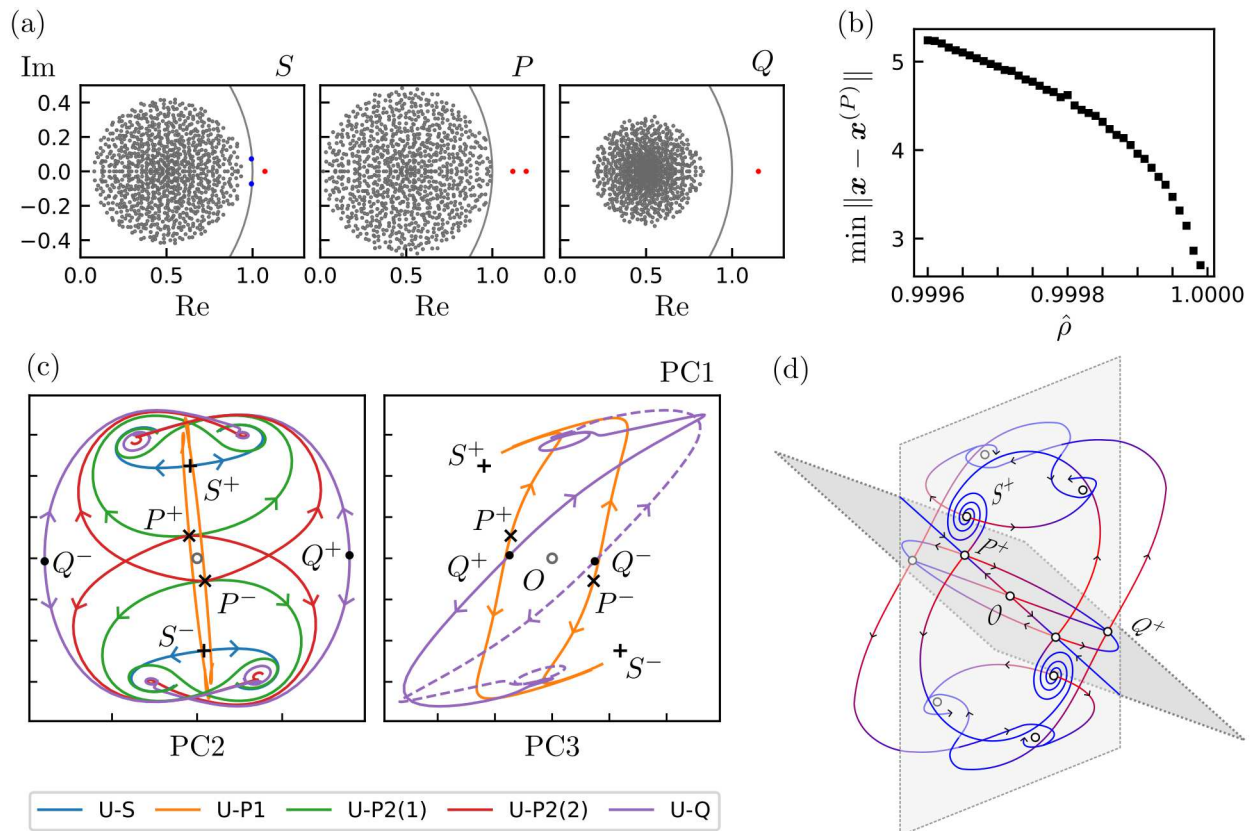 (a)
Im S P Q
0.4
0.2
0.0
−0.2
−0.4
0.0 0.5 1.0 0.0 0.5 1.0 0.0 0.5 1.0
Re Re Re
(b)
min ‖x − x^(P)‖
5
4
3
0.9996 0.9998 1.0000
ρ̂
(c)
PC1
S⁺
P⁺
Q⁻ Q⁺
P⁻
S⁻
PC2
S⁺
P⁺
Q⁺ O Q⁻
P⁻
S⁻
PC3
(d)
S⁺
P⁺
O
Q⁺
U-S U-P1 U-P2(1) U-P2(2) U-Q